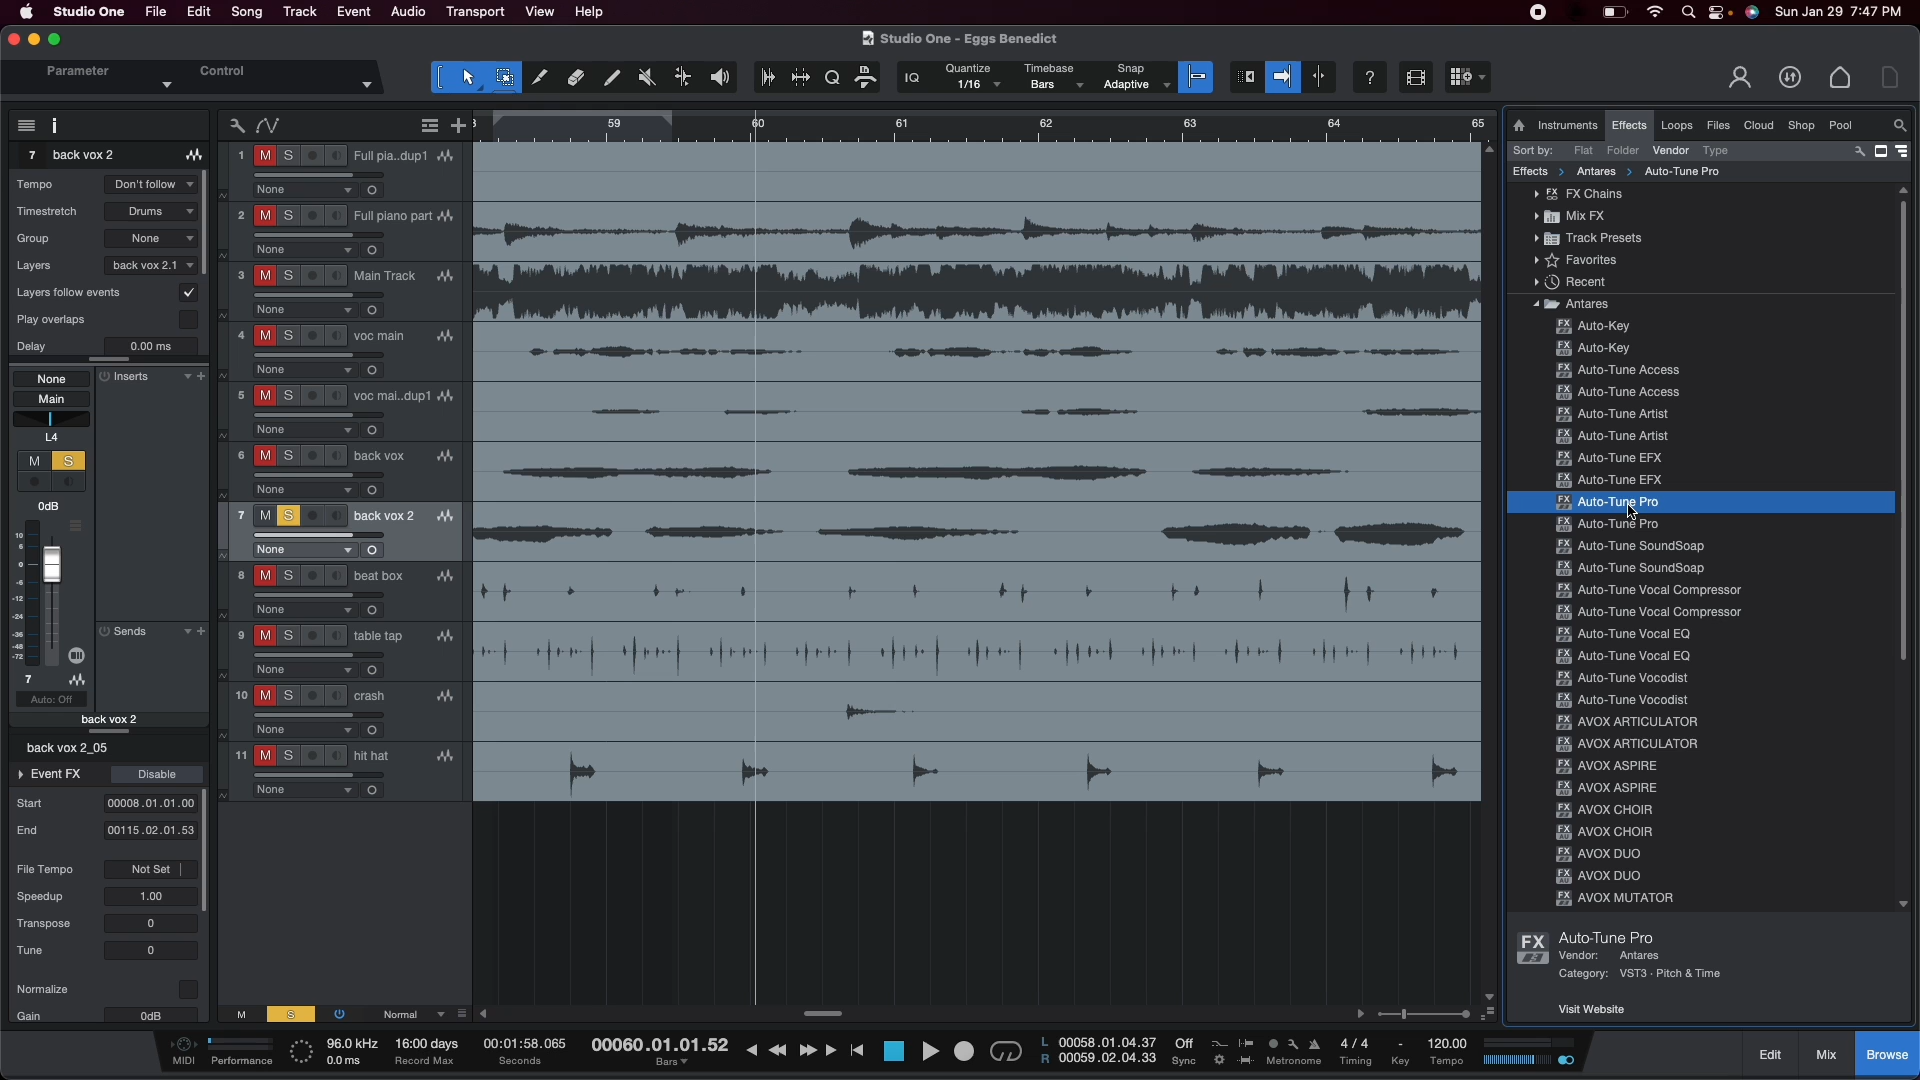 Studio One File Edit Song Track Event Audio Transport View Help
Sun Jan 29 7:47 PM
Studio One - Eggs Benedict
Parameter Control
IQ Quantize 1/16 Timebase Bars Snap Adaptive ?
7 back vox 2
Tempo Don't follow
Timestretch Drums
Group None
Layers back vox 2.1
Layers follow events
Play overlaps
Delay 0.00 ms
None
Main
L4
M S
0dB
Inserts
Sends
10
6
0
-6
-12
-24
-36
-48
-72
7
Auto: Off
back vox 2
back vox 2_05
Event FX Disable
Start 00008.01.01.00
End 00115.02.01.53
File Tempo Not Set
Speedup 1.00
Transpose 0
Tune 0
Normalize
Gain 0dB
59 60 61 62 63 64 65
1 M S Full pia..dup1
None
2 M S Full piano part
None
3 M S Main Track
None
4 M S voc main
None
5 M S voc mai..dup1
None
6 M S back vox
None
7 M S back vox 2
None
8 M S beat box
None
9 M S table tap
None
10 M S crash
None
11 M S hit hat
None
M S Normal
Instruments Effects Loops Files Cloud Shop Pool
Sort by: Flat Folder Vendor Type
Effects Antares Auto-Tune Pro
FX Chains
Mix FX
Track Presets
Favorites
Recent
Antares
Auto-Key
Auto-Key
Auto-Tune Access
Auto-Tune Access
Auto-Tune Artist
Auto-Tune Artist
Auto-Tune EFX
Auto-Tune EFX
Auto-Tune Pro
Auto-Tune Pro
Auto-Tune SoundSoap
Auto-Tune SoundSoap
Auto-Tune Vocal Compressor
Auto-Tune Vocal Compressor
Auto-Tune Vocal EQ
Auto-Tune Vocal EQ
Auto-Tune Vocodist
Auto-Tune Vocodist
AVOX ARTICULATOR
AVOX ARTICULATOR
AVOX ASPIRE
AVOX ASPIRE
AVOX CHOIR
AVOX CHOIR
AVOX DUO
AVOX DUO
AVOX MUTATOR
FX Auto-Tune Pro
Vendor: Antares
Category: VST3 · Pitch & Time
Visit Website
MIDI Performance
96.0 kHz
0.0 ms
16:00 days
Record Max
00:01:58.065
Seconds
00060.01.01.52
Bars
L 00058.01.04.37
R 00059.02.04.33
Off
Sync
Metronome
4 / 4
Timing
-
Key
120.00
Tempo
Edit Mix Browse